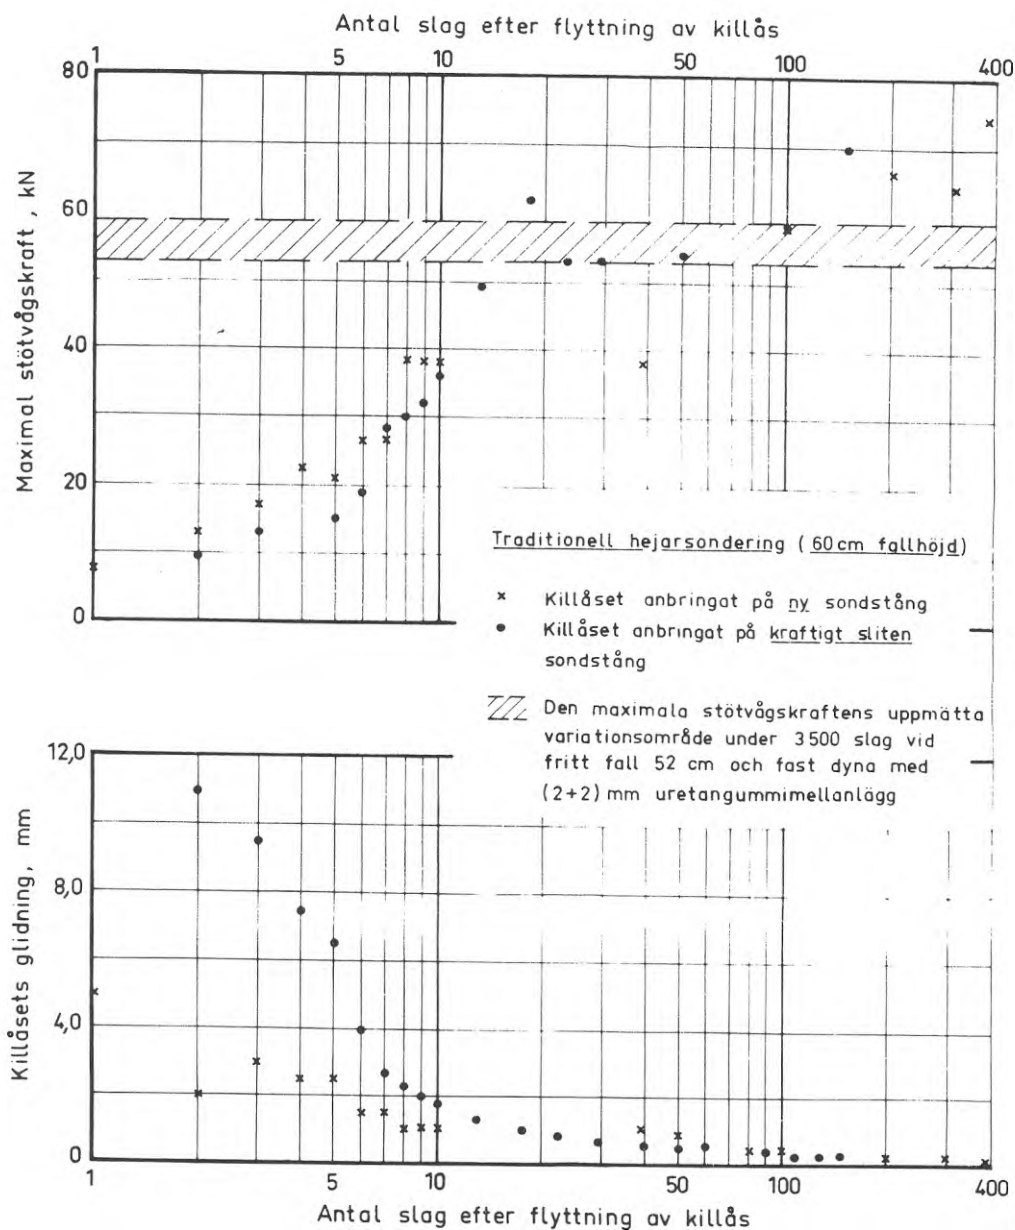 Antal slag efter flyttning av killås
1 5 10 50 100 400
80
60
40
20
0
Maximal stötvågskraft, kN
Traditionell hejarsondering (60 cm fallhöjd)
× Killåset anbringat på ny sondstång
● Killåset anbringat på kraftigt sliten
sondstång
Den maximala stötvågskraftens uppmätta
variationsområde under 3500 slag vid
fritt fall 52 cm och fast dyna med
(2+2) mm uretangummimellanlägg
12,0
8,0
4,0
0
Killåsets glidning, mm
1 5 10 50 100 400
Antal slag efter flyttning av killås